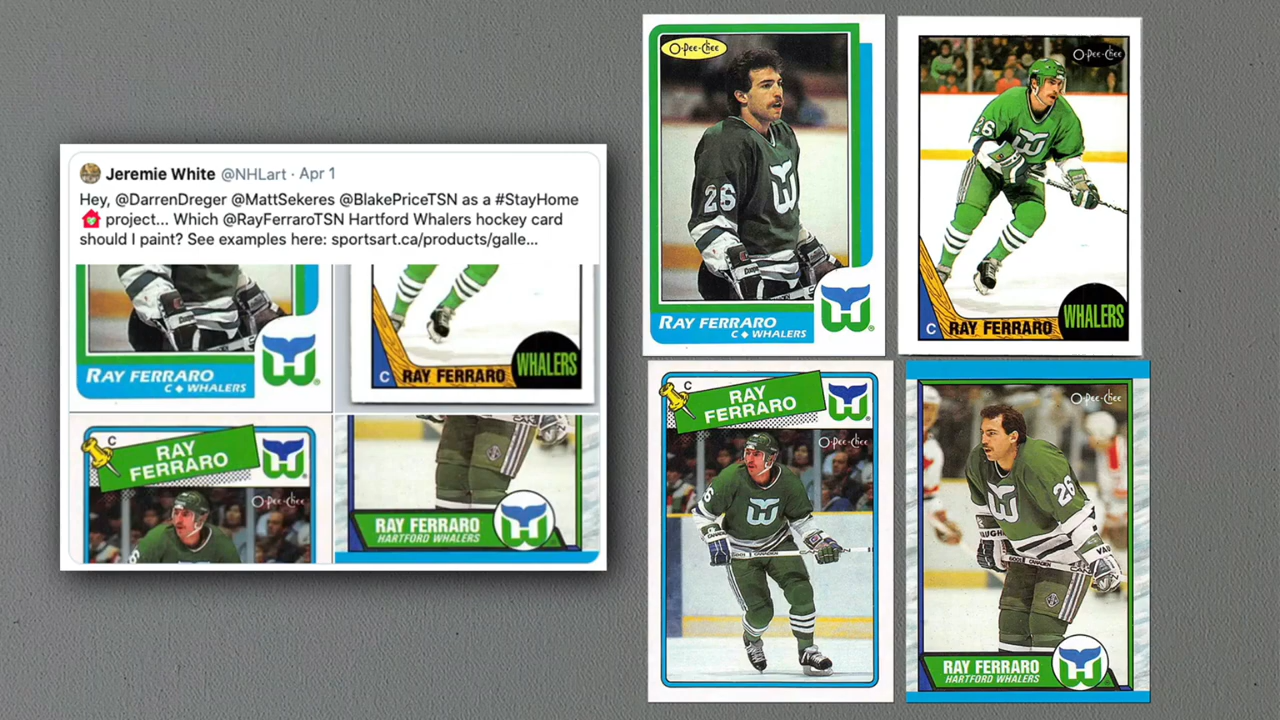 Jeremie White @NHLart · Apr 1
Hey, @DarrenDreger @MattSekeres @BlakePriceTSN as a #StayHome
project... Which @RayFerraroTSN Hartford Whalers hockey card
should I paint? See examples here: sportsart.ca/products/galle...
RAY FERRARO
C ◆ WHALERS
C RAY FERRARO
WHALERS
C
RAY
FERRARO
O-Pee-Chee
RAY FERRARO
HARTFORD WHALERS
O-Pee-Chee
26
RAY FERRARO
C ◆ WHALERS
O-Pee-Chee
26
C RAY FERRARO
WHALERS
C
RAY
FERRARO
O-Pee-Chee
O-Pee-Chee
26
RAY FERRARO
HARTFORD WHALERS